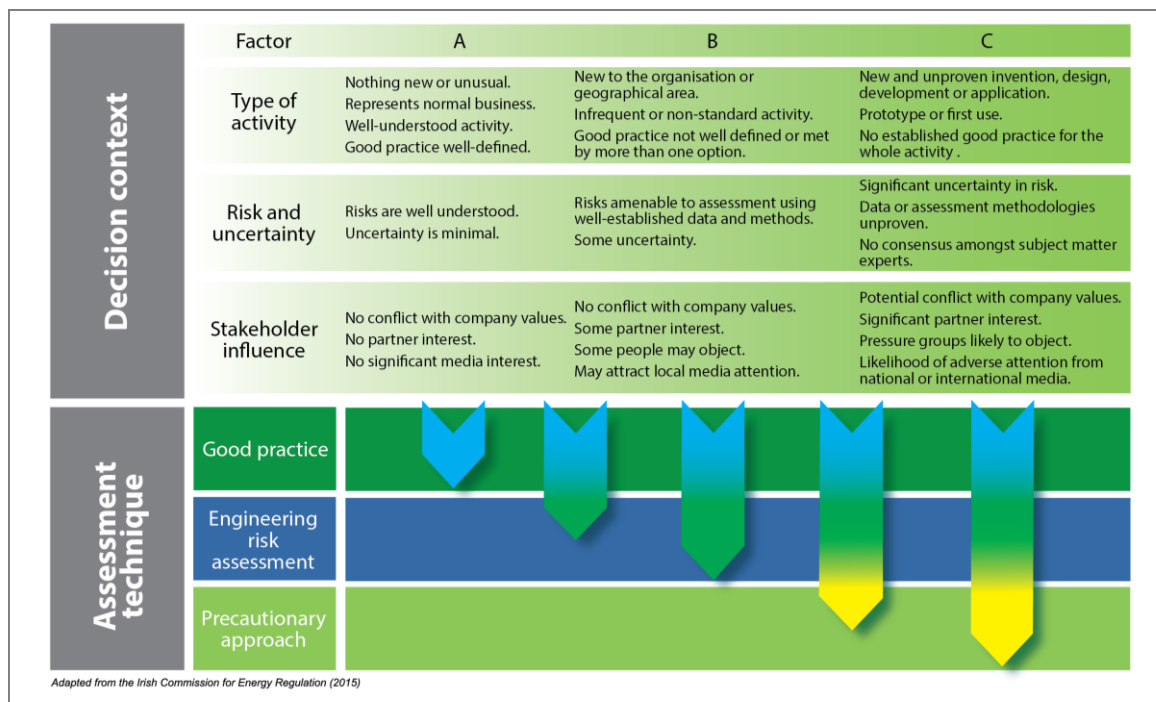 Decision context
Factor
A
B
C
Type of
activity
Nothing new or unusual.
Represents normal business.
Well-understood activity.
Good practice well-defined.
New to the organisation or
geographical area.
Infrequent or non-standard activity.
Good practice not well defined or met
by more than one option.
New and unproven invention, design,
development or application.
Prototype or first use.
No established good practice for the
whole activity .
Risk and
uncertainty
Risks are well understood.
Uncertainty is minimal.
Risks amenable to assessment using
well-established data and methods.
Some uncertainty.
Significant uncertainty in risk.
Data or assessment methodologies
unproven.
No consensus amongst subject matter
experts.
Stakeholder
influence
No conflict with company values.
No partner interest.
No significant media interest.
No conflict with company values.
Some partner interest.
Some people may object.
May attract local media attention.
Potential conflict with company values.
Significant partner interest.
Pressure groups likely to object.
Likelihood of adverse attention from
national or international media.
Assessment
technique
Good practice
Engineering
risk
assessment
Precautionary
approach
Adapted from the Irish Commission for Energy Regulation (2015)